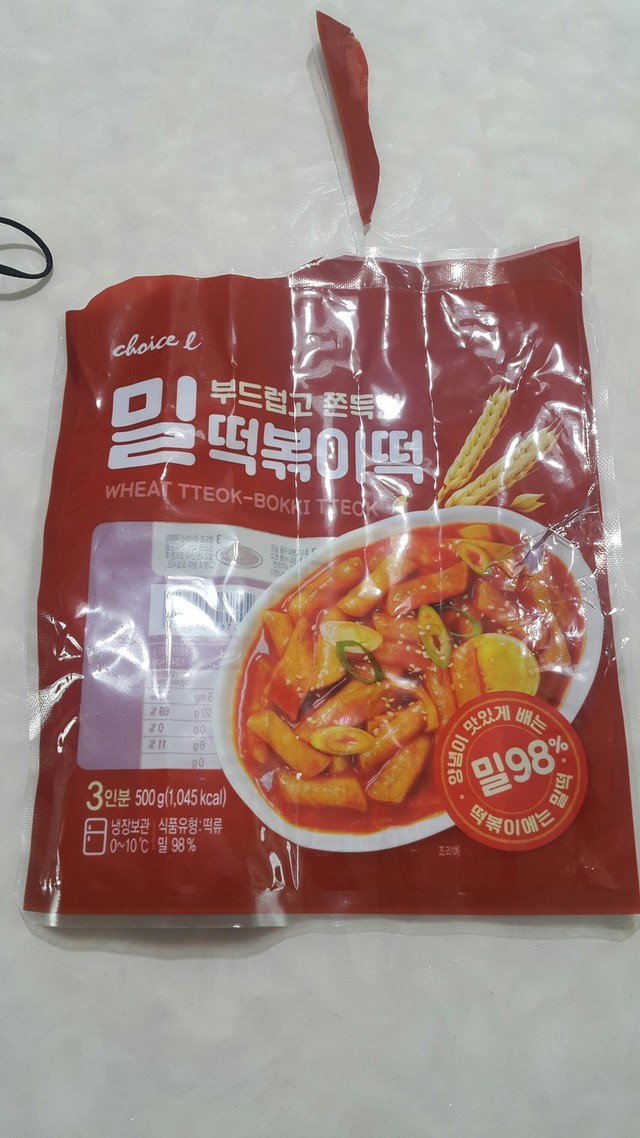 choice l
부드럽고 쫀득한
밀 떡볶이떡
WHEAT TTEOK-BOKKI TTEOK
양념이 맛있게 배는
밀98%
떡볶이에는 밀떡
3인분 500g(1,045 kcal)
냉장보관 식품유형:떡류
0~10℃ 밀 98%
조리예